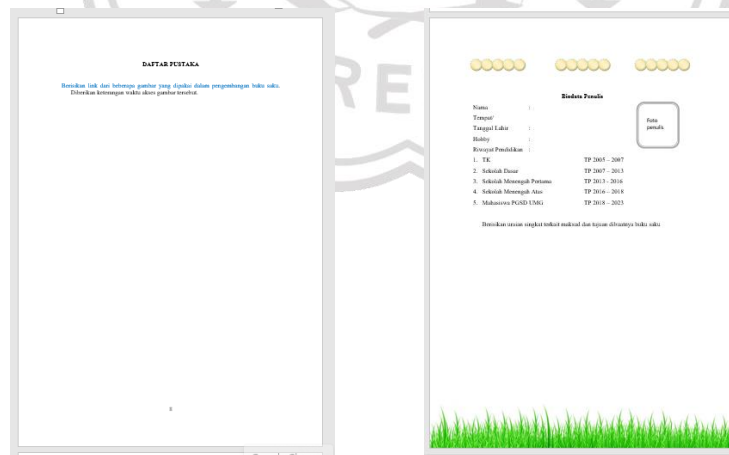 DAFTAR PUSTAKA
Berisikan link dari beberapa gambar yang dipakai dalam pengembangan buku saku.
Diberikan keterangan waktu akses gambar tersebut.
8
RE
Biodata Penulis
Nama :
Tempat/
Tanggal Lahir :
Hobby :
Riwayat Pendidikan :
1. TK TP 2005 – 2007
2. Sekolah Dasar TP 2007 – 2013
3. Sekolah Menengah Pertama TP 2013 - 2016
4. Sekolah Menengah Atas TP 2016 – 2018
5. Mahasiswa PGSD UMG TP 2018 – 2023
Foto
penulis
Berisikan uraian singkat terkait maksud dan tujuan dibuatnya buku saku